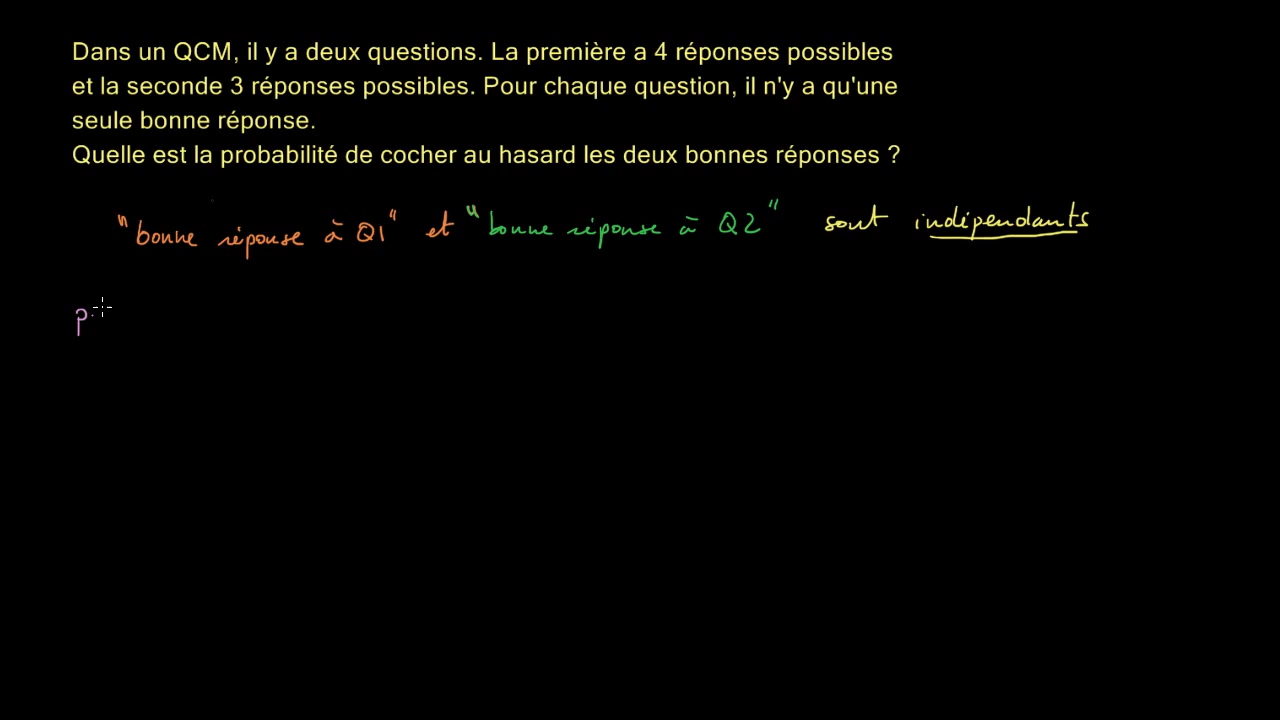 Dans un QCM, il y a deux questions. La première a 4 réponses possibles
et la seconde 3 réponses possibles. Pour chaque question, il n'y a qu'une
seule bonne réponse.
Quelle est la probabilité de cocher au hasard les deux bonnes réponses ?
"bonne réponse à Q1" et "bonne réponse à Q2" sont indépendants
p